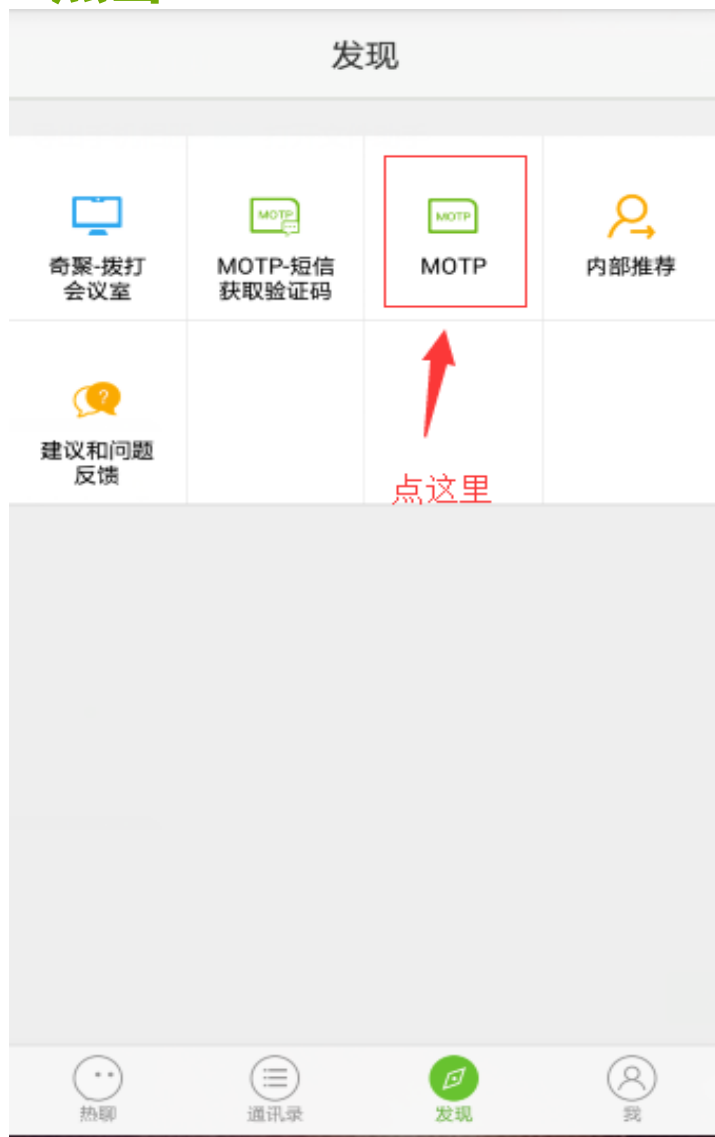 发现
MOTP
MOTP
奇聚-拨打
会议室
MOTP-短信
获取验证码
MOTP
内部推荐
?
建议和问题
反馈
点这里
热聊
通讯录
发现
我